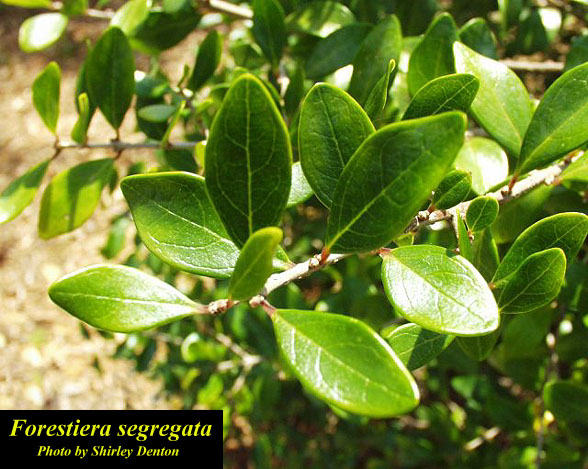 Forestiera segregata
Photo by Shirley Denton